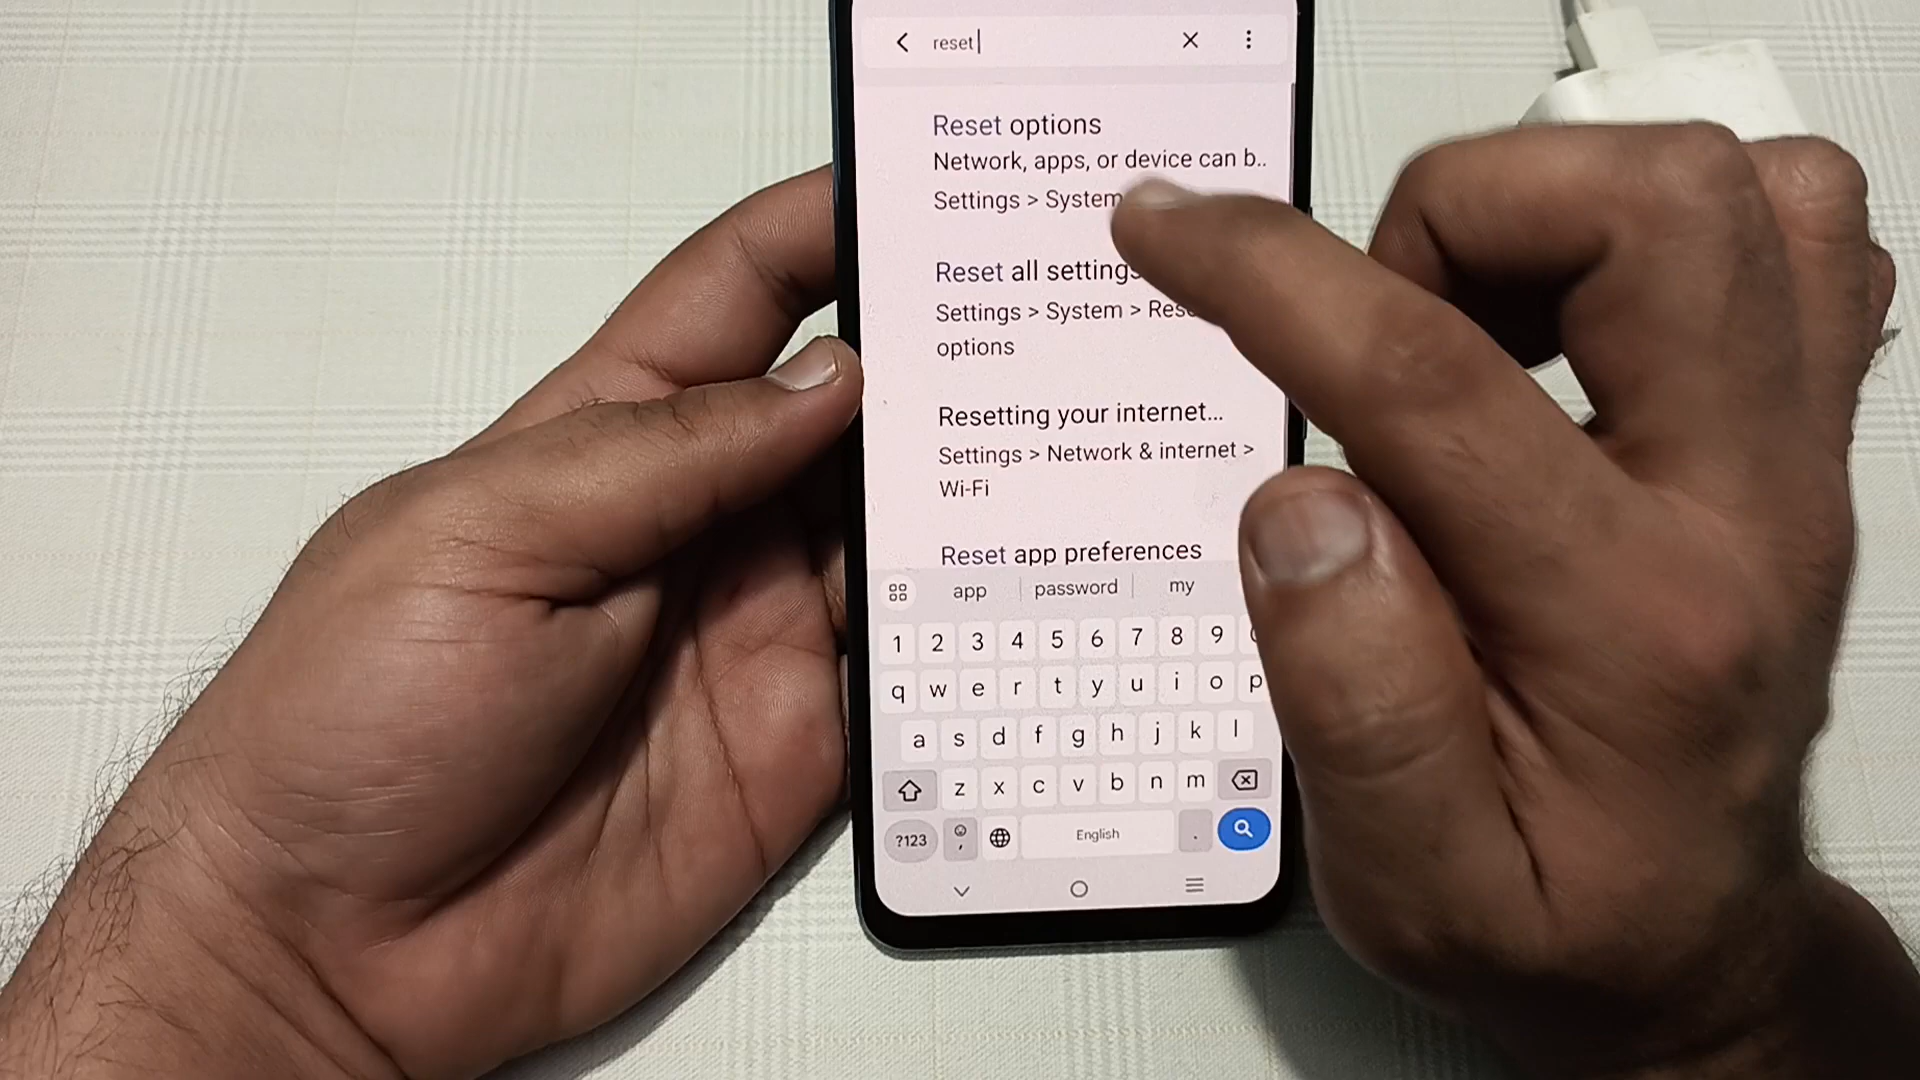 reset
Reset options
Network, apps, or device can b..
Settings > System
Reset all settings
Settings > System > Res
options
Resetting your internet...
Settings > Network & internet >
Wi-Fi
Reset app preferences
app password my
1 2 3 4 5 6 7 8 9
q w e r t y u i o p
a s d f g h j k l
z x c v b n m
?123 , English .